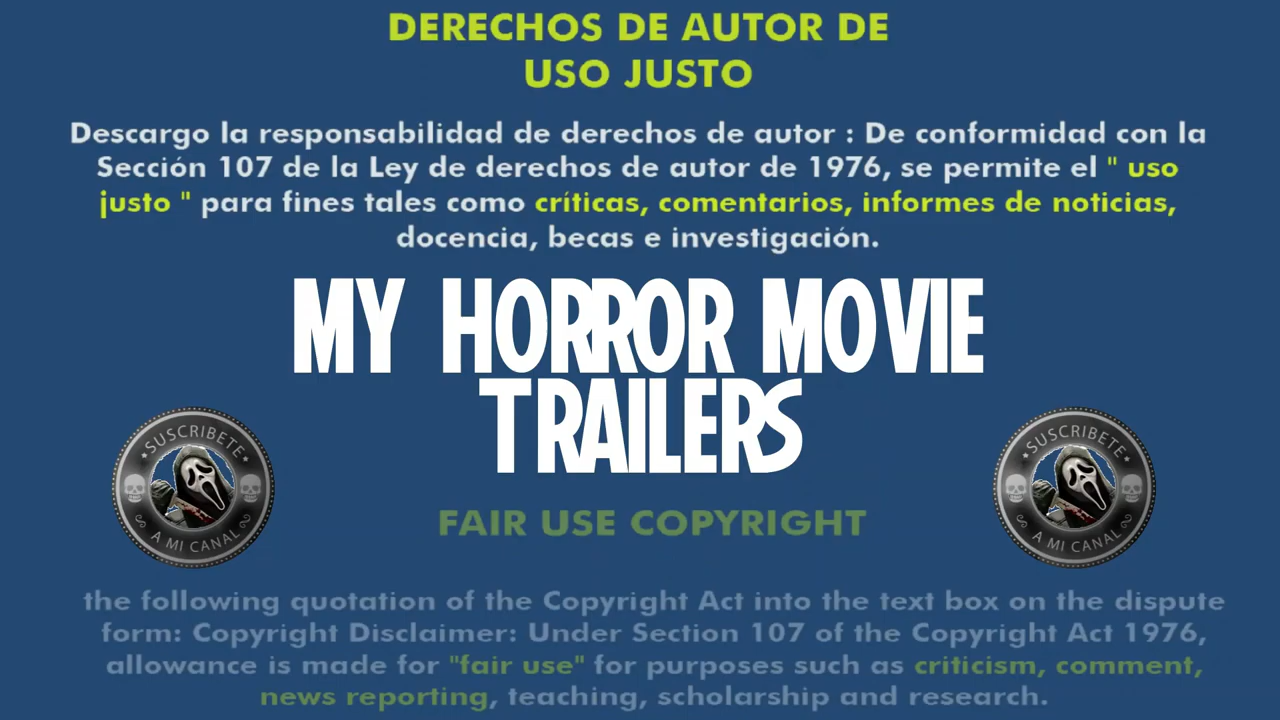 DERECHOS DE AUTOR DE
USO JUSTO
Descargo la responsabilidad de derechos de autor : De conformidad con la
Sección 107 de la Ley de derechos de autor de 1976, se permite el " uso
justo " para fines tales como críticas, comentarios, informes de noticias,
docencia, becas e investigación.
MY HORROR MOVIE
TRAILERS
SUSCRIBETE
A MI CANAL
SUSCRIBETE
A MI CANAL
FAIR USE COPYRIGHT
the following quotation of the Copyright Act into the text box on the dispute
form: Copyright Disclaimer: Under Section 107 of the Copyright Act 1976,
allowance is made for "fair use" for purposes such as criticism, comment,
news reporting, teaching, scholarship and research.